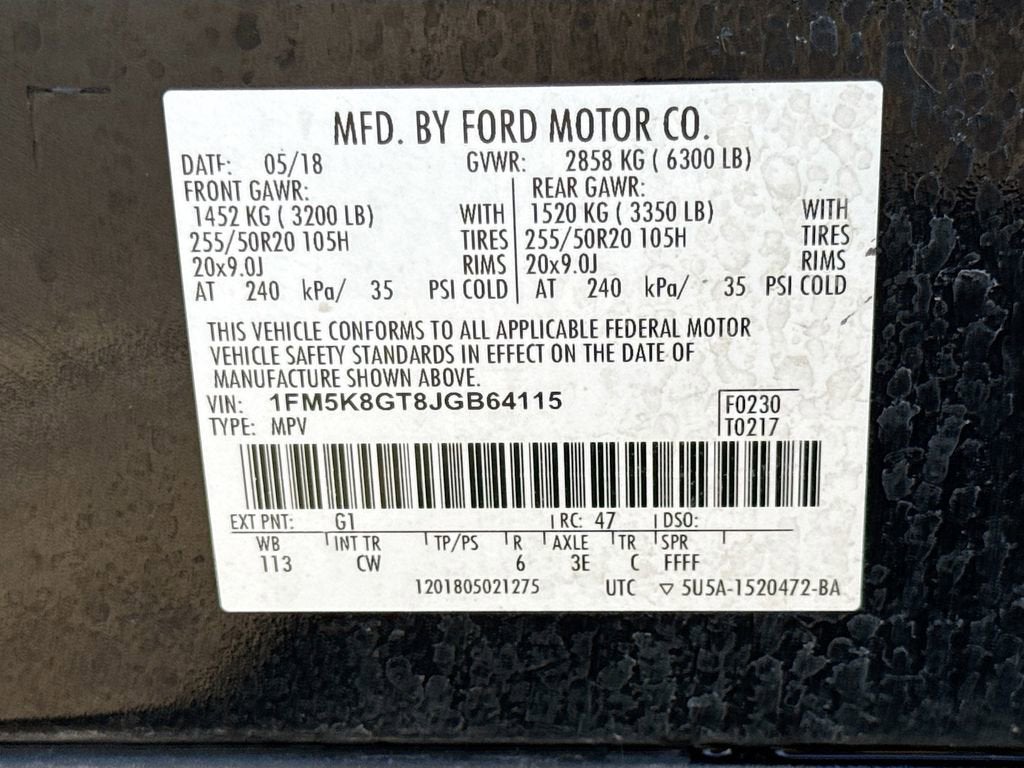 MFD. BY FORD MOTOR CO.
DATE: 05/18 GVWR: 2858 KG ( 6300 LB)
FRONT GAWR: REAR GAWR:
1452 KG ( 3200 LB) WITH 1520 KG ( 3350 LB) WITH
255/50R20 105H TIRES 255/50R20 105H TIRES
20x9.0J RIMS 20x9.0J RIMS
AT 240 kPa/ 35 PSI COLD AT 240 kPa/ 35 PSI COLD
THIS VEHICLE CONFORMS TO ALL APPLICABLE FEDERAL MOTOR
VEHICLE SAFETY STANDARDS IN EFFECT ON THE DATE OF
MANUFACTURE SHOWN ABOVE.
VIN: 1FM5K8GT8JGB64115 F0230
TYPE: MPV T0217
EXT PNT: G1 RC: 47 DSO:
WB INT TR TP/PS R AXLE TR SPR
113 CW 6 3E C FFFF
1201805021275 UTC ▽ 5U5A-1520472-BA